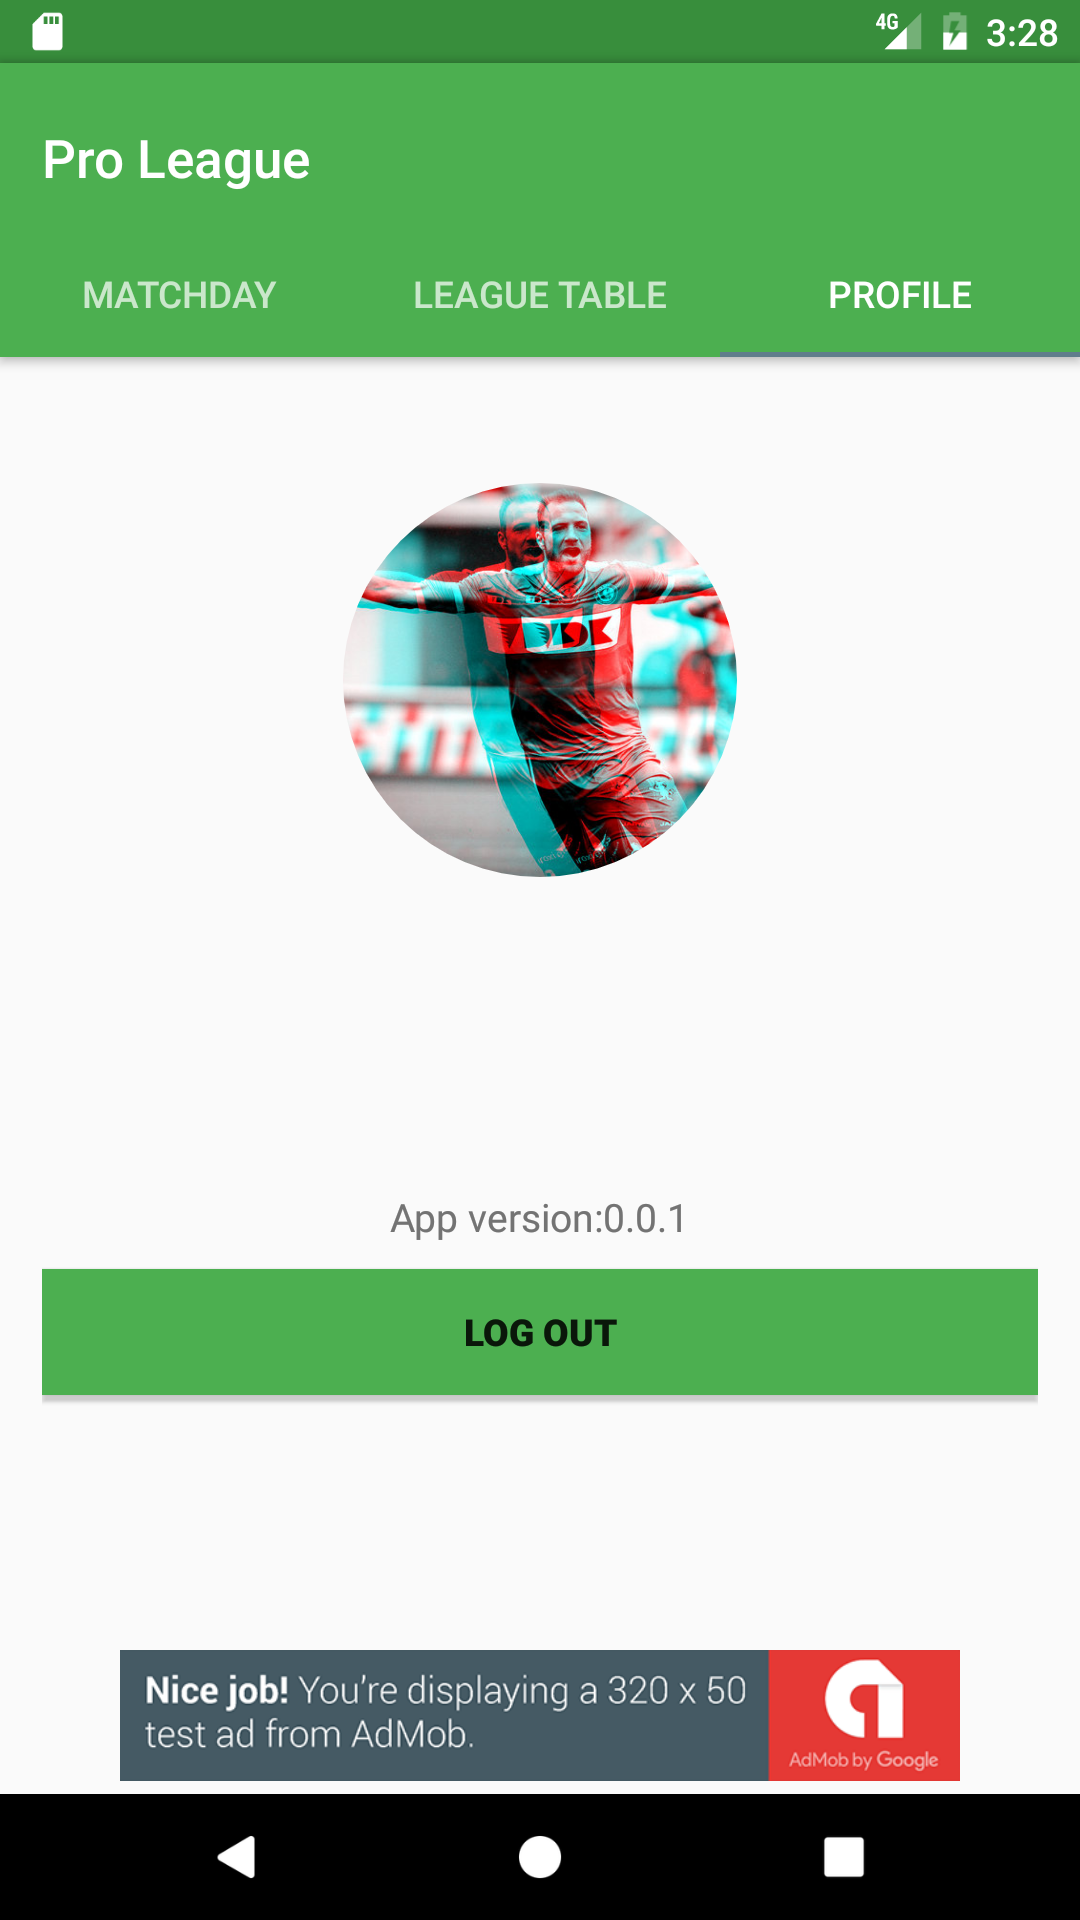 4G 3:28
Pro League
MATCHDAY LEAGUE TABLE PROFILE
App version:0.0.1
LOG OUT
Nice job! You're displaying a 320 x 50
test ad from AdMob.
AdMob by Google